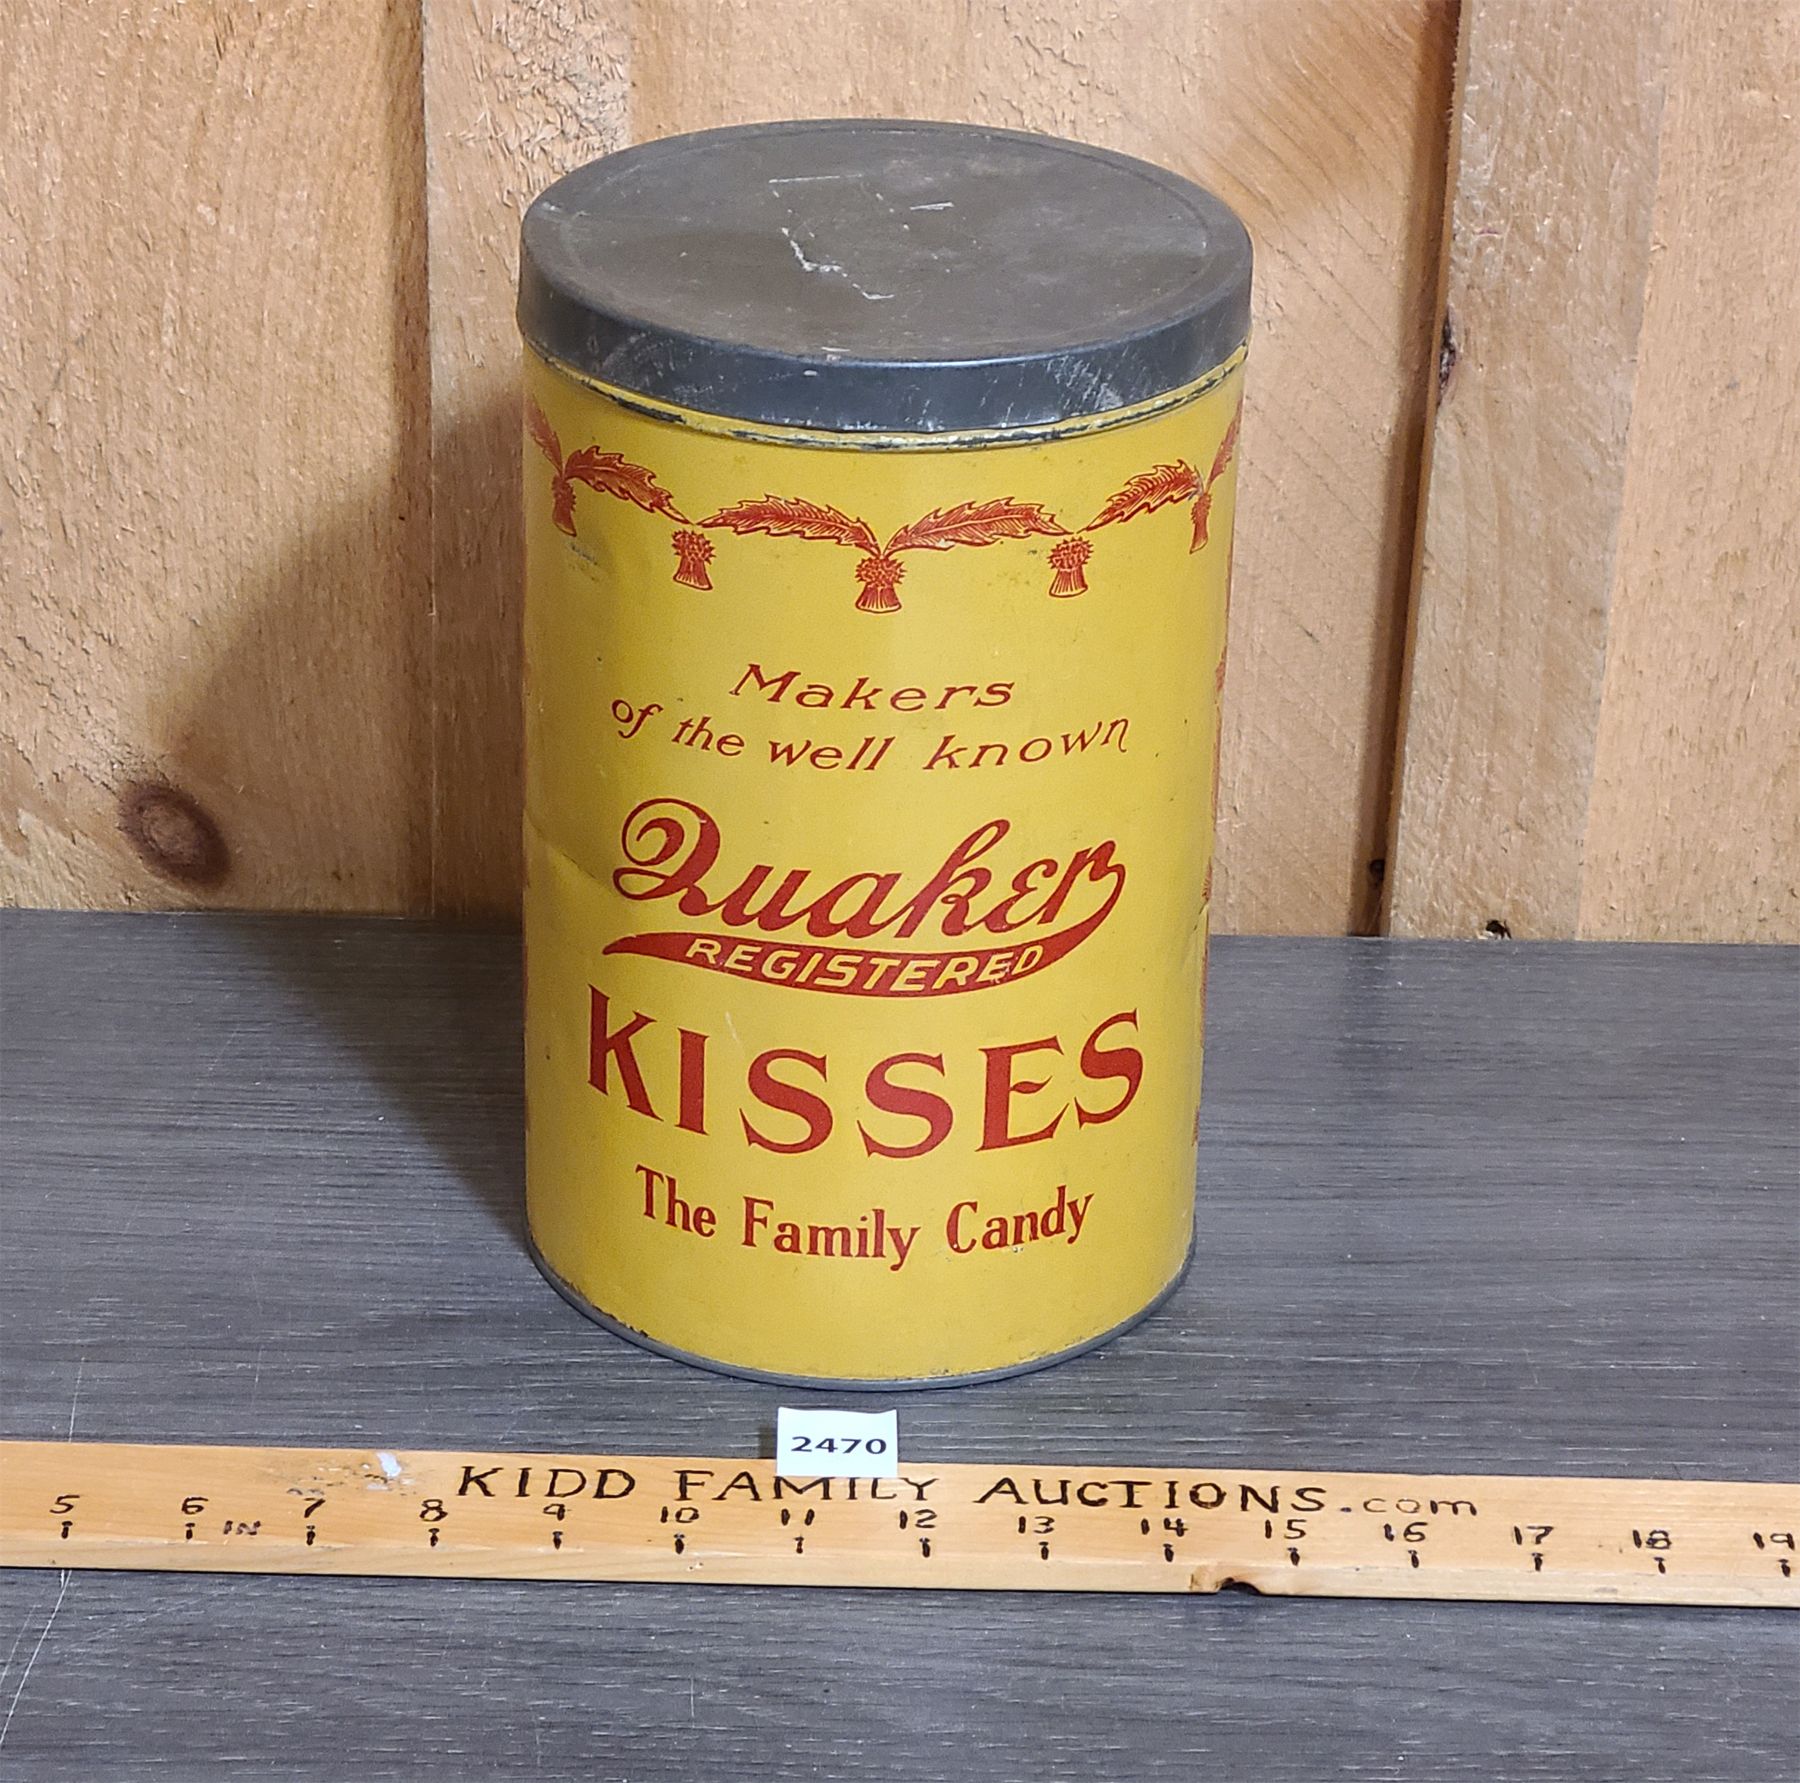 Makers
of the well known
Quaker
REGISTERED
KISSES
The Family Candy
2470
KIDD FAMILY AUCTIONS.com
5 6 IN 7 8 9 10 11 12 13 14 15 16 17 18 19